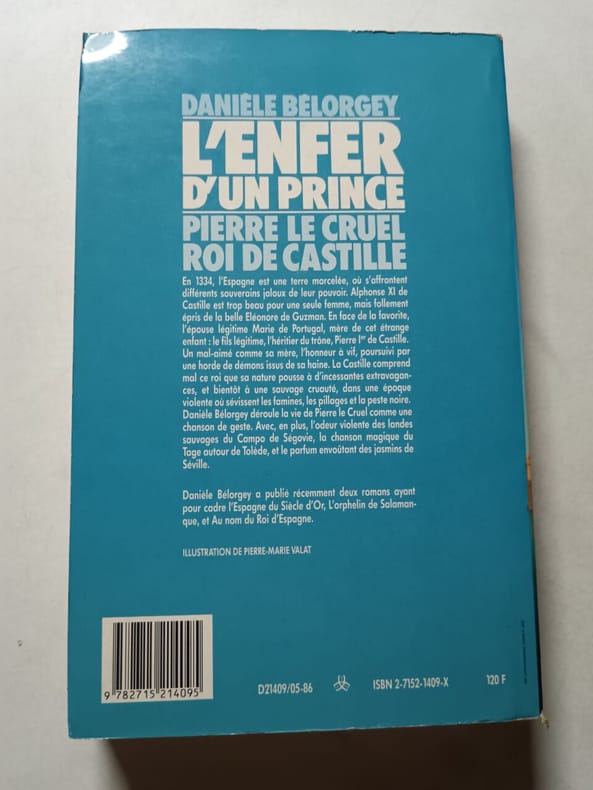 DANIÈLE BÉLORGEY
L'ENFER
D'UN PRINCE
PIERRE LE CRUEL
ROI DE CASTILLE
En 1334, l'Espagne est une terre morcelée, où s'affrontent
différents souverains jaloux de leur pouvoir. Alphonse XI de
Castille est trop beau pour une seule femme, mais follement
épris de la belle Eléonore de Guzman. En face de la favorite,
l'épouse légitime Marie de Portugal, mère de cet étrange
enfant : le fils légitime, l'héritier du trône, Pierre Ier de Castille.
Un mal-aimé comme sa mère, l'honneur à vif, poursuivi par
une horde de démons issus de sa haine. La Castille comprend
mal ce roi que sa nature pousse à d'incessantes extravagan-
ces, et bientôt à une sauvage cruauté, dans une époque
violente où sévissent les famines, les pillages et la peste noire.
Danièle Bélorgey déroule la vie de Pierre le Cruel comme une
chanson de geste. Avec, en plus, l'odeur violente des landes
sauvages du Campo de Ségovie, la chanson magique du
Tage autour de Tolède, et le parfum envoûtant des jasmins de
Séville.
Danièle Bélorgey a publié récemment deux romans ayant
pour cadre l'Espagne du Siècle d'Or, L'orphelin de Salaman-
que, et Au nom du Roi d'Espagne.
ILLUSTRATION DE PIERRE-MARIE VALAT
9 782715 214095
D21409/05-86
ISBN 2-7152-1409-X
120 F